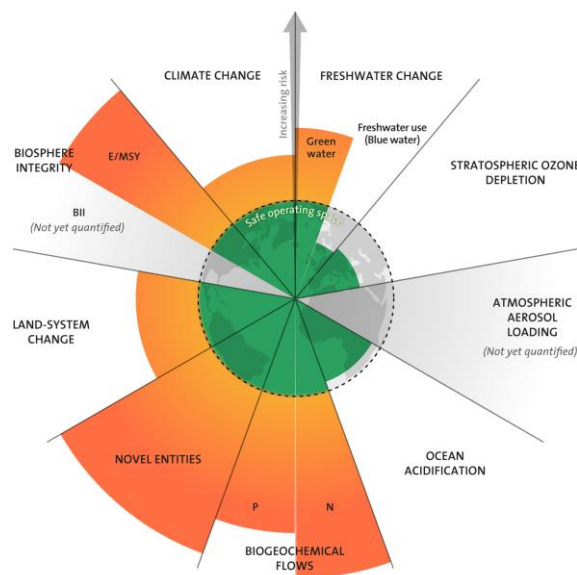 CLIMATE CHANGE
FRESHWATER CHANGE
Increasing risk
Green
water
Freshwater use
(Blue water)
BIOSPHERE
INTEGRITY
E/MSY
STRATOSPHERIC OZONE
DEPLETION
BII
(Not yet quantified)
Safe operating space
LAND-SYSTEM
CHANGE
ATMOSPHERIC
AEROSOL
LOADING
(Not yet quantified)
NOVEL ENTITIES
OCEAN
ACIDIFICATION
P
N
BIOGEOCHEMICAL
FLOWS